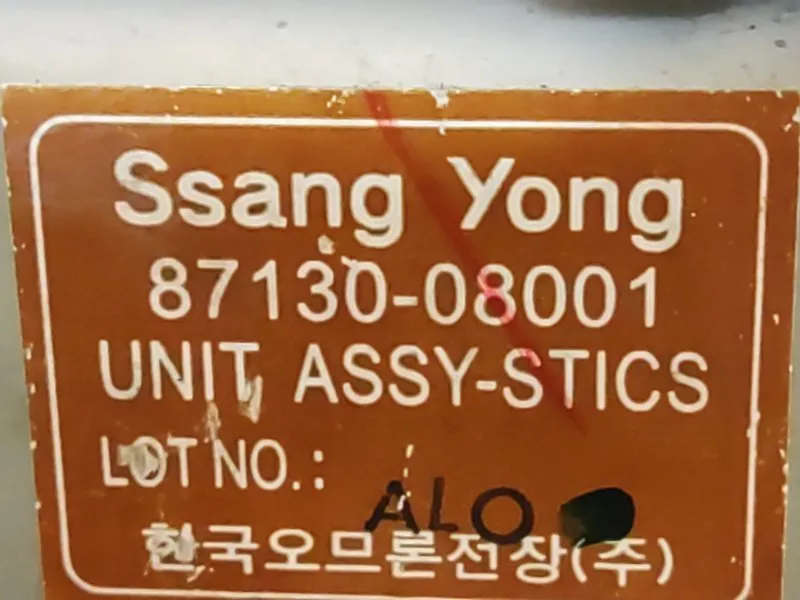 Ssang Yong
87130-08001
UNIT ASSY-STICS
LOT NO.:
ALO
한국오므론전장(주)